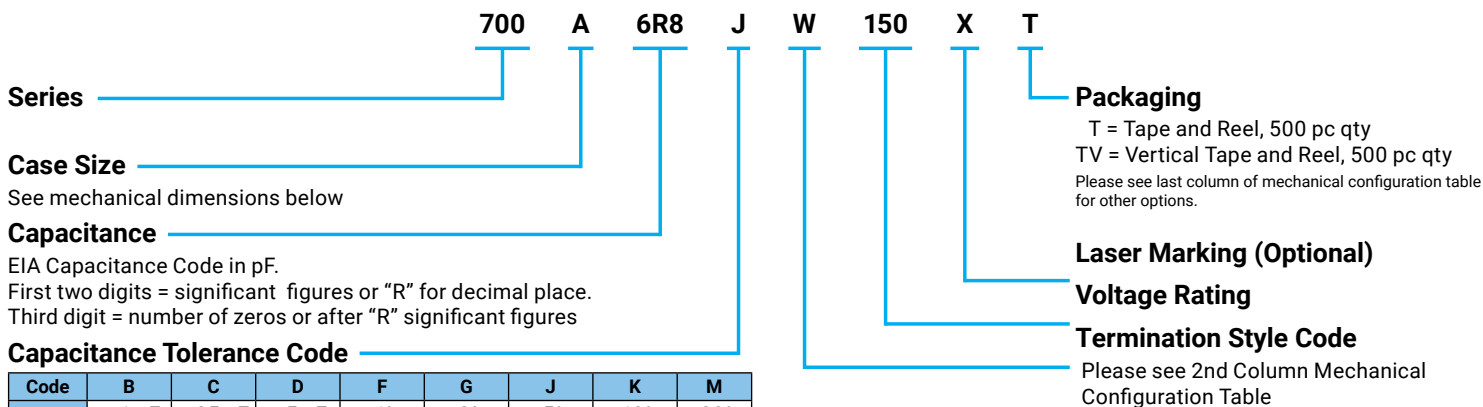 700 A 6R8 J W 150 X T
Series
Case Size
See mechanical dimensions below
Capacitance
EIA Capacitance Code in pF.
First two digits = significant figures or “R” for decimal place.
Third digit = number of zeros or after “R” significant figures
Capacitance Tolerance Code
Code B C D F G J K M
Packaging
T = Tape and Reel, 500 pc qty
TV = Vertical Tape and Reel, 500 pc qty
Please see last column of mechanical configuration table
for other options.
Laser Marking (Optional)
Voltage Rating
Termination Style Code
Please see 2nd Column Mechanical
Configuration Table